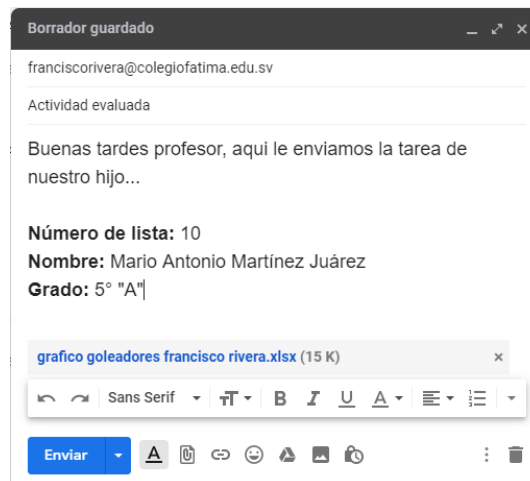 Borrador guardado
franciscorivera@colegiofatima.edu.sv
Actividad evaluada
Buenas tardes profesor, aqui le enviamos la tarea de
nuestro hijo...
Número de lista: 10
Nombre: Mario Antonio Martínez Juárez
Grado: 5° "A"
grafico goleadores francisco rivera.xlsx (15 K)
Sans Serif
Enviar